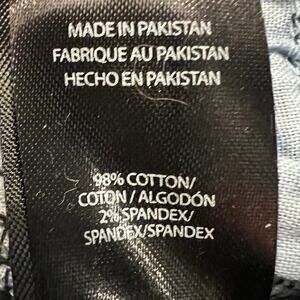 MADE IN PAKISTAN
FABRIQUE AU PAKISTAN
HECHO EN PAKISTAN
98% COTTON/
COTON / ALGODÓN
2% SPANDEX/
SPANDEX/SPANDEX